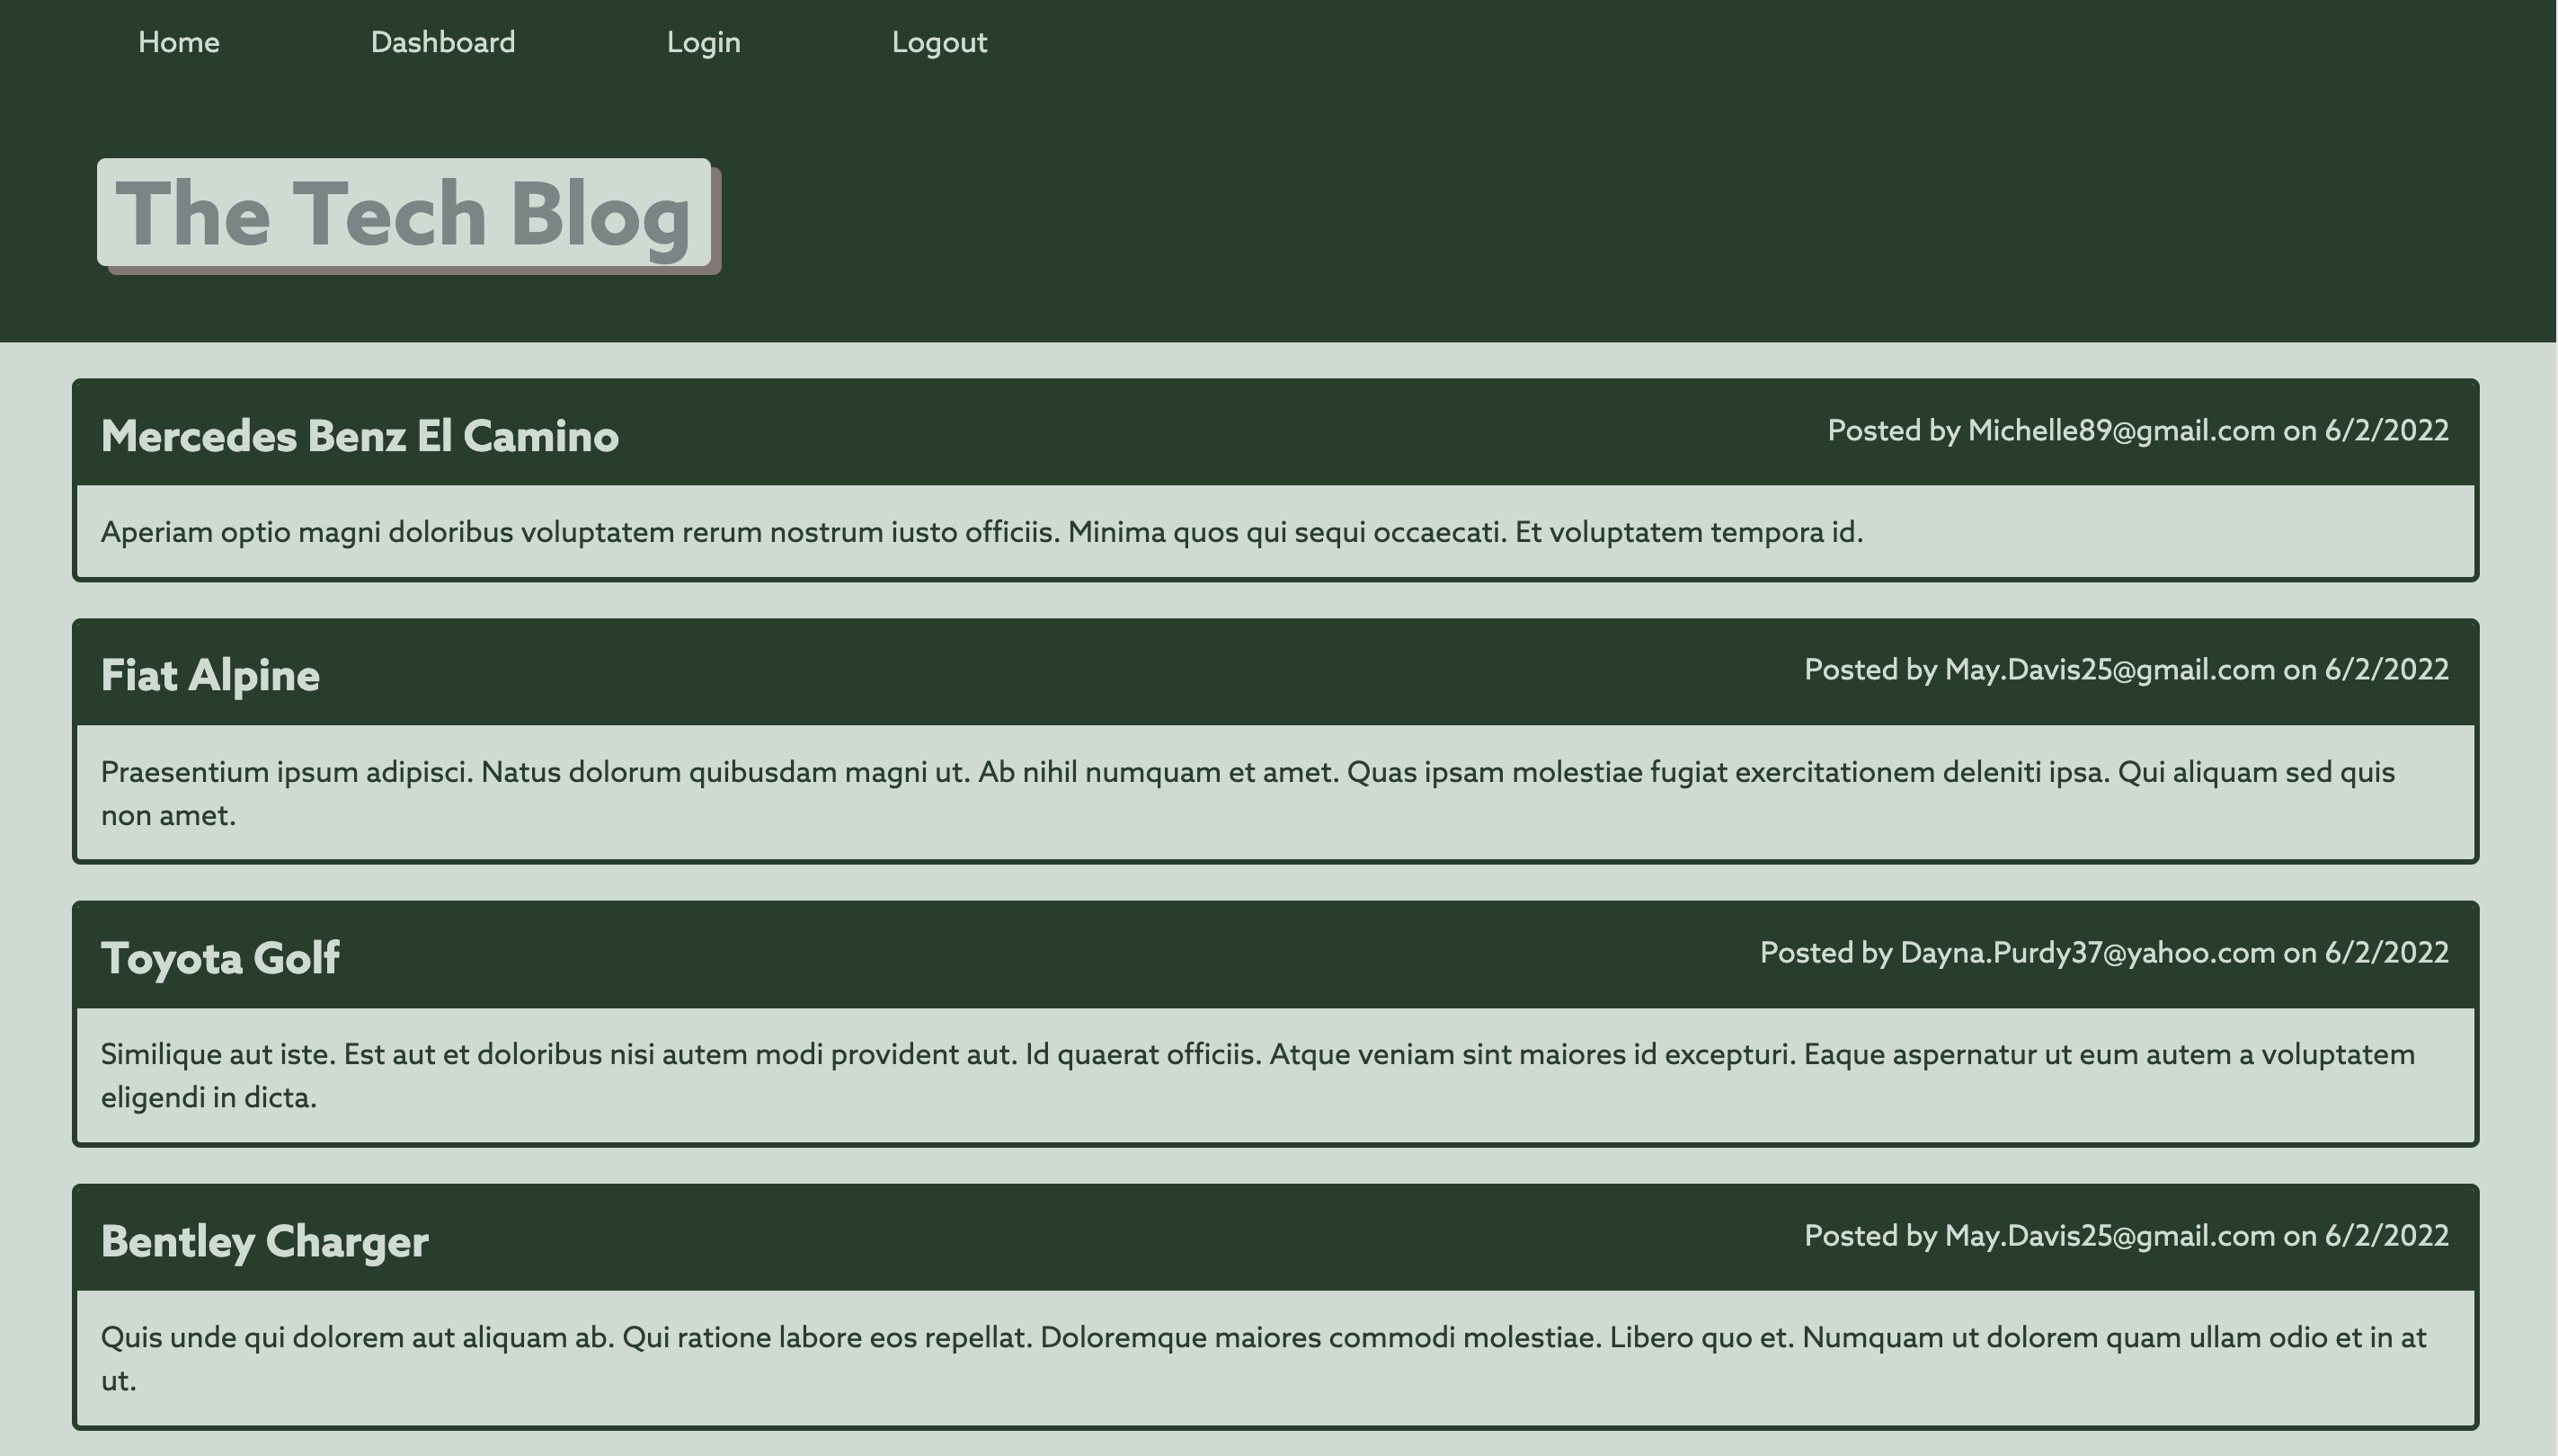 Home Dashboard Login Logout
The Tech Blog
Mercedes Benz El Camino Posted by Michelle89@gmail.com on 6/2/2022
Aperiam optio magni doloribus voluptatem rerum nostrum iusto officiis. Minima quos qui sequi occaecati. Et voluptatem tempora id.
Fiat Alpine Posted by May.Davis25@gmail.com on 6/2/2022
Praesentium ipsum adipisci. Natus dolorum quibusdam magni ut. Ab nihil numquam et amet. Quas ipsam molestiae fugiat exercitationem deleniti ipsa. Qui aliquam sed quis
non amet.
Toyota Golf Posted by Dayna.Purdy37@yahoo.com on 6/2/2022
Similique aut iste. Est aut et doloribus nisi autem modi provident aut. Id quaerat officiis. Atque veniam sint maiores id excepturi. Eaque aspernatur ut eum autem a voluptatem
eligendi in dicta.
Bentley Charger Posted by May.Davis25@gmail.com on 6/2/2022
Quis unde qui dolorem aut aliquam ab. Qui ratione labore eos repellat. Doloremque maiores commodi molestiae. Libero quo et. Numquam ut dolorem quam ullam odio et in at
ut.